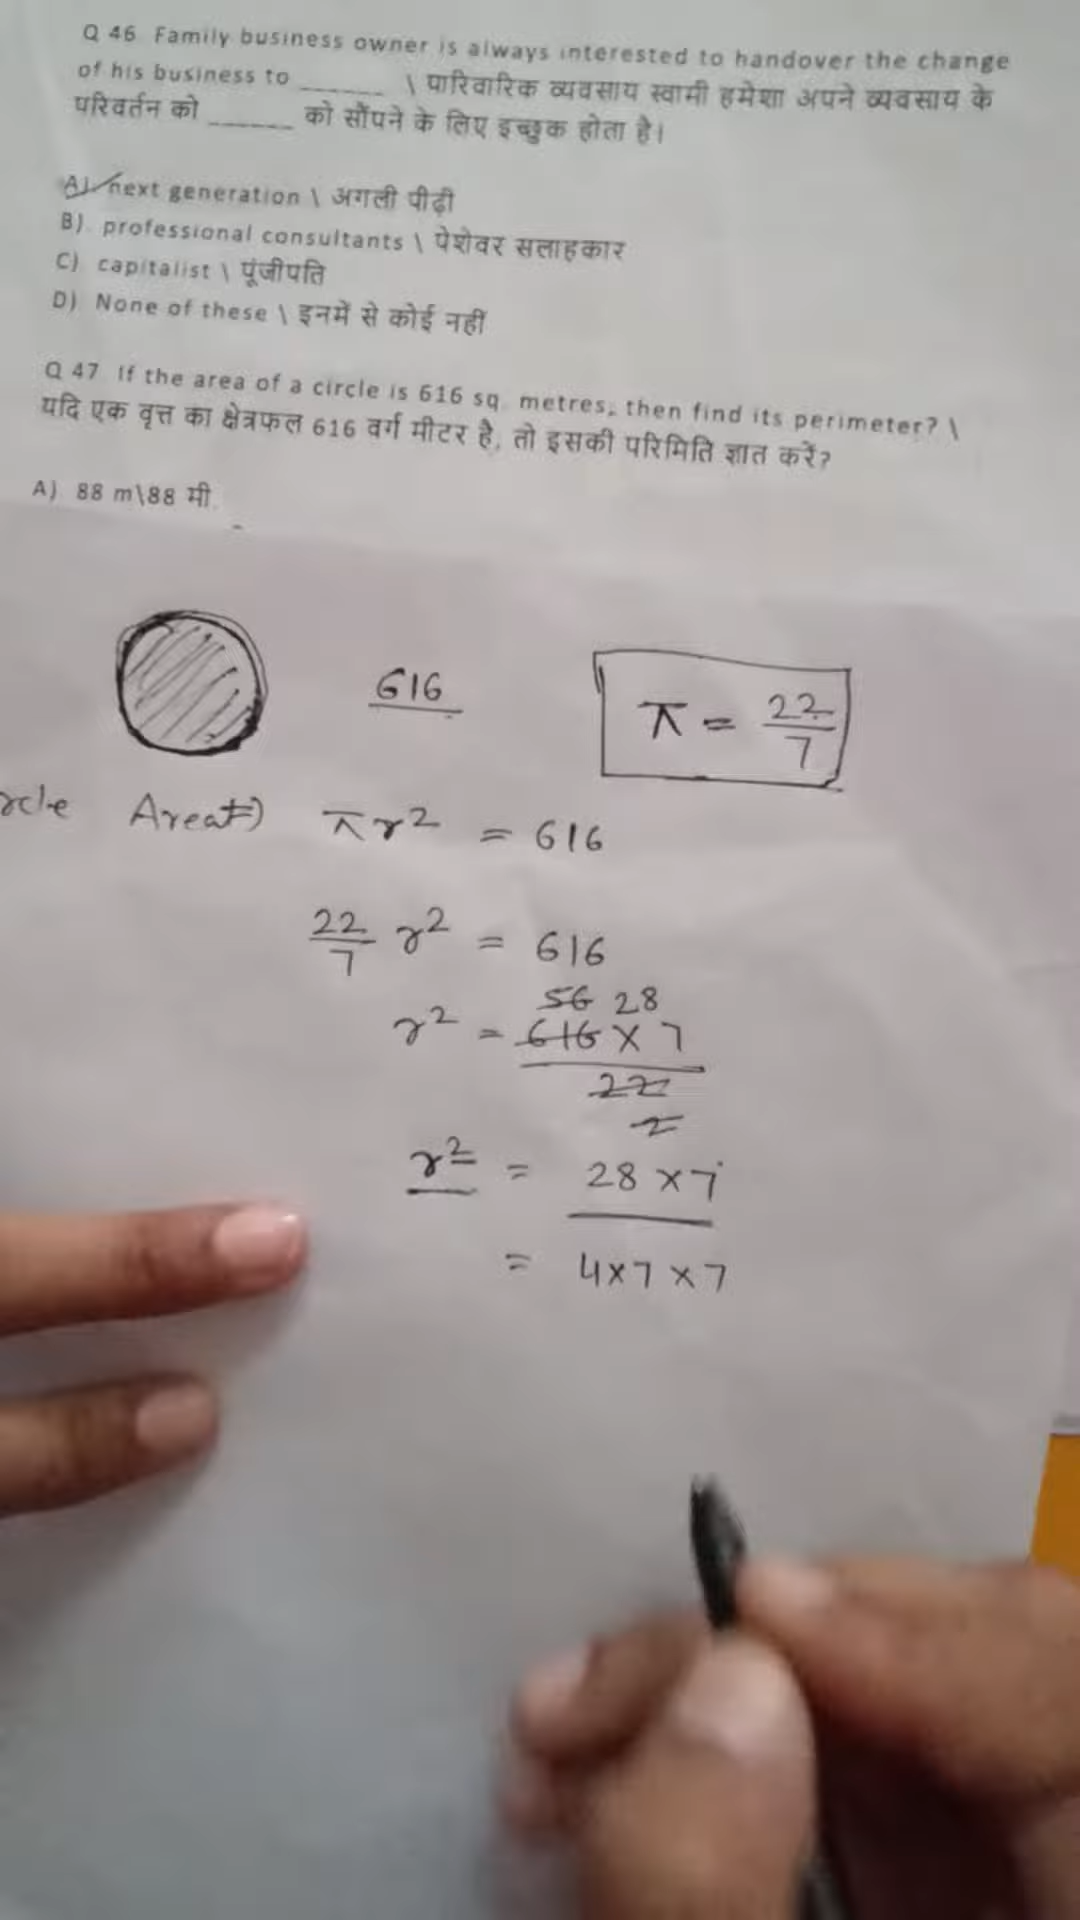 Q 46. Family business owner is always interested to handover the change
of his business to ______ \ पारिवारिक व्यवसाय स्वामी हमेशा अपने व्यवसाय के
परिवर्तन को ______ को सौंपने के लिए इच्छुक होता है।
A). next generation \ अगली पीढ़ी
B). professional consultants \ पेशेवर सलाहकार
C). capitalist \ पूंजीपति
D). None of these \ इनमें से कोई नहीं
Q 47. If the area of a circle is 616 sq. metres, then find its perimeter? \
यदि एक वृत्त का क्षेत्रफल 616 वर्ग मीटर है, तो इसकी परिमिति ज्ञात करें?
A) 88 m\88 मी.
616
π = 22/7
Area ⇒ πr² = 616
22/7 r² = 616
56 28
r² = 616 × 7
22
2
r² = 28 × 7
= 4×7×7